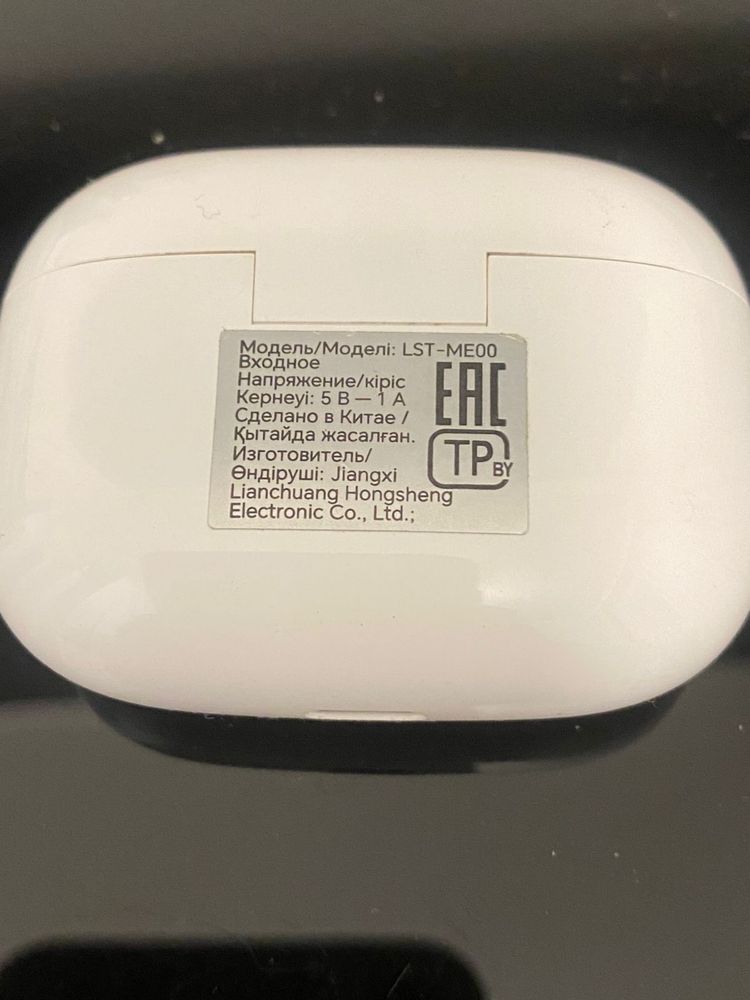 Модель/Моделі: LST-ME00
Входное
Напряжение/кіріс
Кернеуі: 5 В — 1 А
Сделано в Китае /
Қытайда жасалған.
Изготовитель/
Өндіруші: Jiangxi
Lianchuang Hongsheng
Electronic Co., Ltd.;
EAC
TP BY